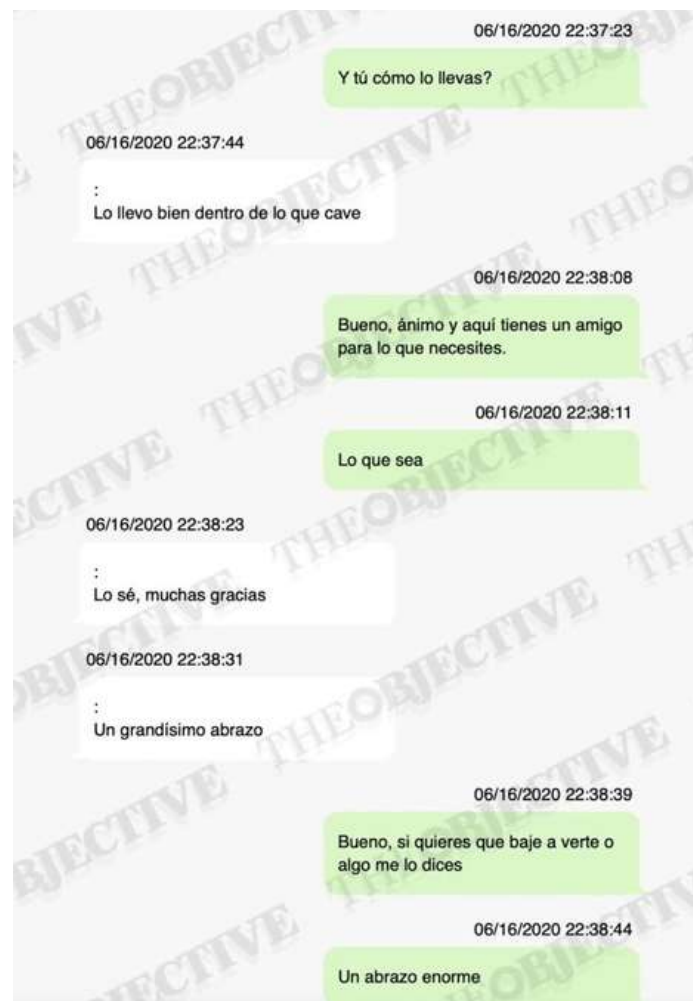 06/16/2020 22:37:23
Y tú cómo lo llevas?
06/16/2020 22:37:44
:
Lo llevo bien dentro de lo que cave
06/16/2020 22:38:08
Bueno, ánimo y aquí tienes un amigo
para lo que necesites.
06/16/2020 22:38:11
Lo que sea
06/16/2020 22:38:23
:
Lo sé, muchas gracias
06/16/2020 22:38:31
:
Un grandísimo abrazo
06/16/2020 22:38:39
Bueno, si quieres que baje a verte o
algo me lo dices
06/16/2020 22:38:44
Un abrazo enorme
THEOBJECTIVE